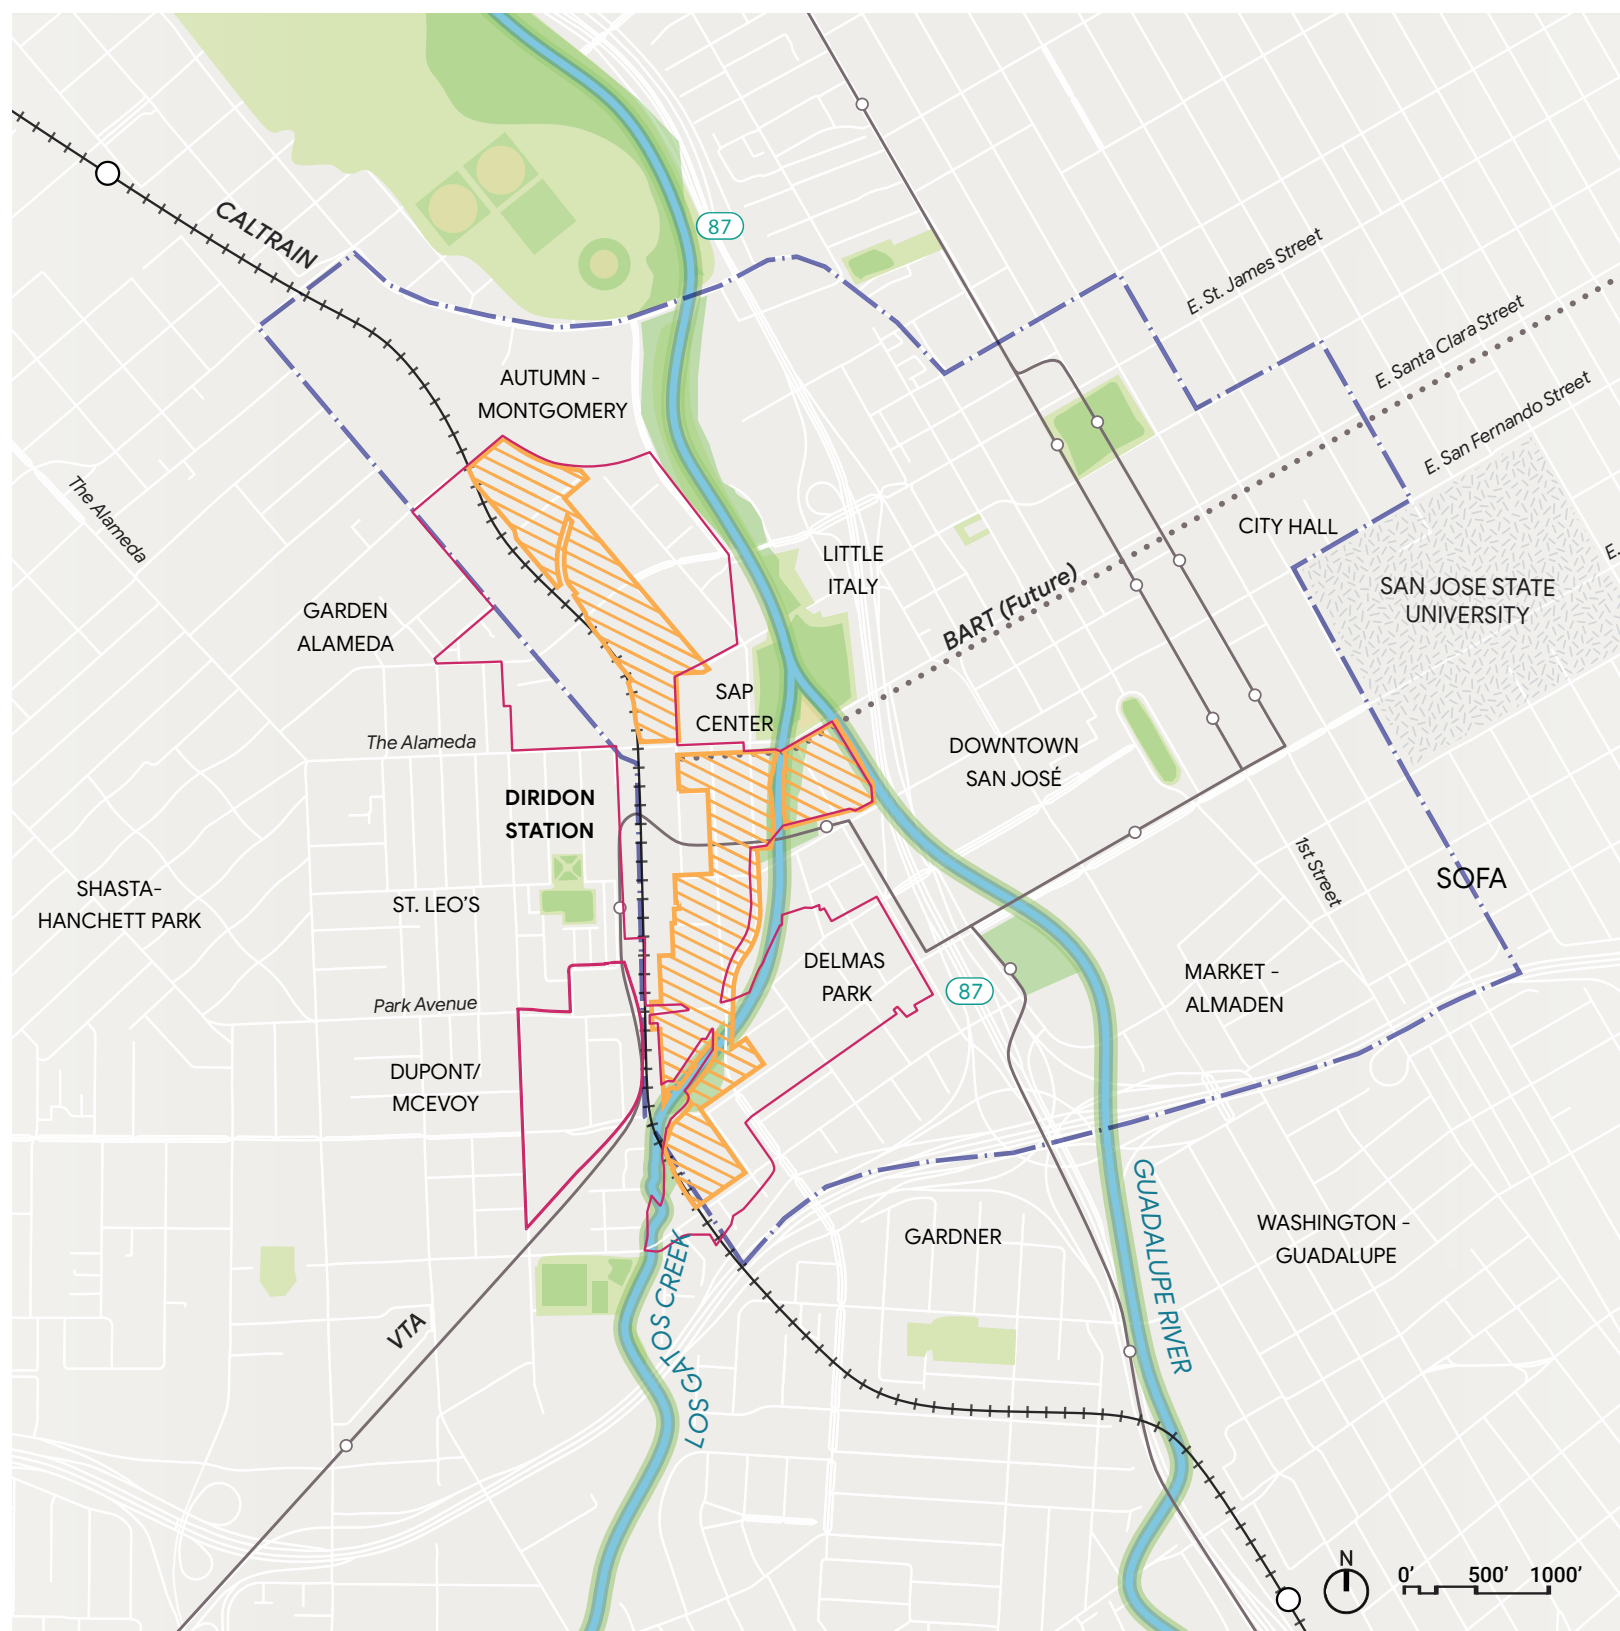 CALTRAIN
87
E. St. James Street
E. Santa Clara Street
E. San Fernando Street
AUTUMN -
MONTGOMERY
The Alameda
CITY HALL
LITTLE
ITALY
E.
SAN JOSE STATE
UNIVERSITY
BART (Future)
GARDEN
ALAMEDA
SAP
CENTER
The Alameda
DOWNTOWN
SAN JOSÉ
DIRIDON
STATION
1st Street
SOFA
SHASTA-
HANCHETT PARK
ST. LEO'S
DELMAS
PARK
87
MARKET -
ALMADEN
Park Avenue
DUPONT/
MCEVOY
GUADALUPE RIVER
GARDNER
WASHINGTON -
GUADALUPE
LOS GATOS CREEK
VTA
N
0' 500' 1000'